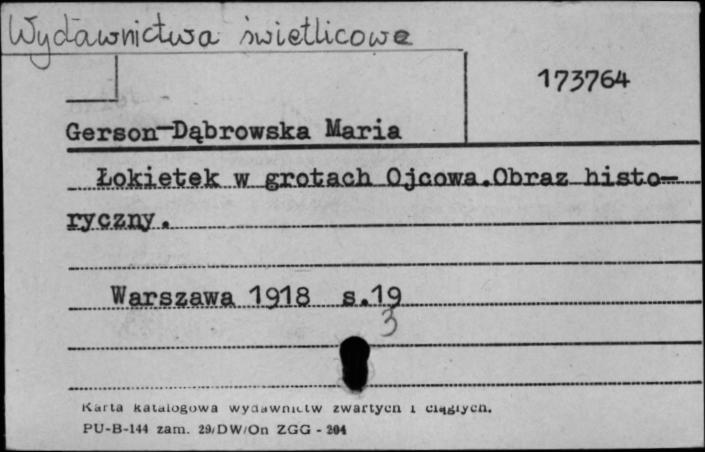 Wydawnictwa świetlicowe
173764
Gerson-Dąbrowska Maria
Łokietek w grotach Ojcowa.Obraz histo-
ryczny.
Warszawa 1918 s.19
3
Karta katalogowa wydawnictw zwartych i ciągłych.
PU-B-144 zam. 29/DW/On ZGG - 204